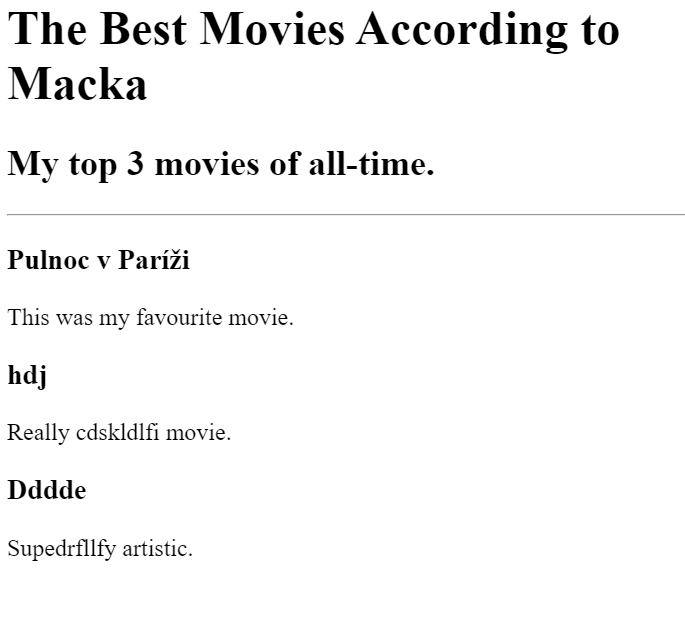 The Best Movies According to
Macka
My top 3 movies of all-time.
Pulnoc v Paríži
This was my favourite movie.
hdj
Really cdskldlfi movie.
Dddde
Supedrfllfy artistic.